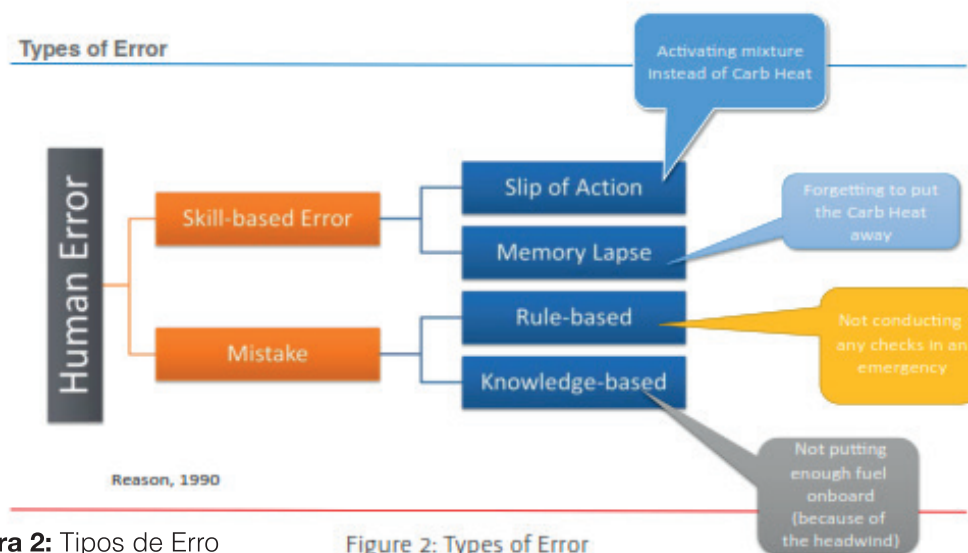 Types of Error
Activating mixture
instead of Carb Heat
Human Error
Skill-based Error
Slip of Action
Memory Lapse
Forgetting to put
the Carb Heat
away
Mistake
Rule-based
Knowledge-based
Not conducting
any checks in an
emergency
Not putting
enough fuel
onboard
(because of
the headwind)
Reason, 1990
2: Tipos de Erro
Figure 2: Types of Error